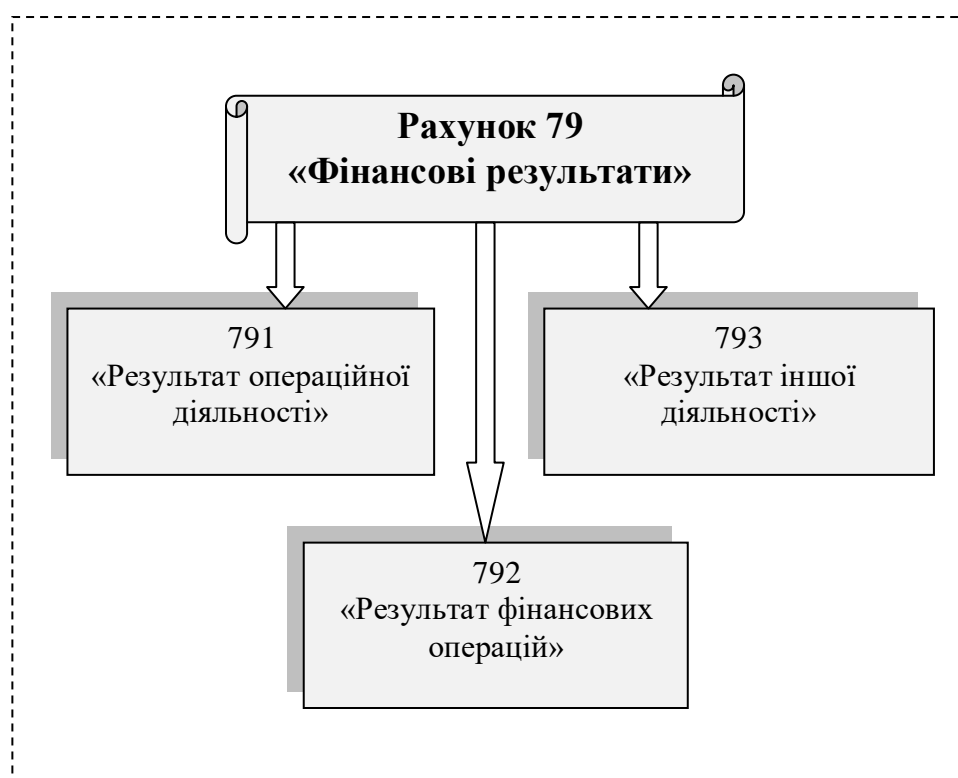 Рахунок 79
«Фінансові результати»
791
«Результат операційної
діяльності»
793
«Результат іншої
діяльності»
792
«Результат фінансових
операцій»